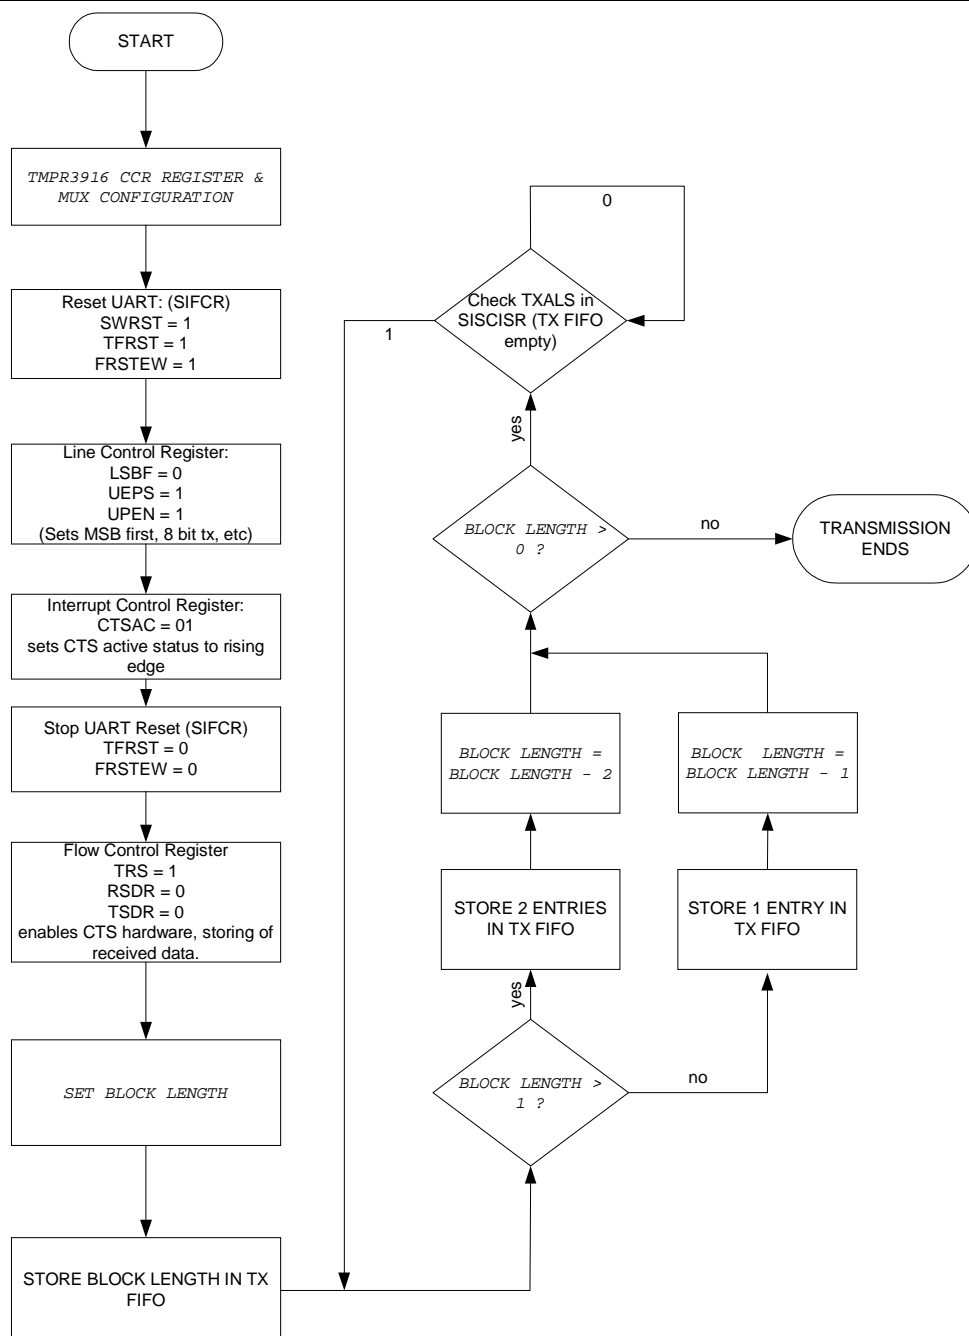 START
TMPR3916 CCR REGISTER &
MUX CONFIGURATION
Reset UART: (SIFCR)
SWRST = 1
TFRST = 1
FRSTEW = 1
Line Control Register:
LSBF = 0
UEPS = 1
UPEN = 1
(Sets MSB first, 8 bit tx, etc)
Interrupt Control Register:
CTSAC = 01
sets CTS active status to rising
edge
Stop UART Reset (SIFCR)
TFRST = 0
FRSTEW = 0
Flow Control Register
TRS = 1
RSDR = 0
TSDR = 0
enables CTS hardware, storing of
received data.
SET BLOCK LENGTH
STORE BLOCK LENGTH IN TX
FIFO
0
Check TXALS in
SISCISR (TX FIFO
empty)
1
yes
BLOCK LENGTH >
0 ?
no
TRANSMISSION
ENDS
BLOCK LENGTH =
BLOCK LENGTH - 2
BLOCK LENGTH =
BLOCK LENGTH - 1
STORE 2 ENTRIES
IN TX FIFO
STORE 1 ENTRY IN
TX FIFO
yes
BLOCK LENGTH >
1 ?
no